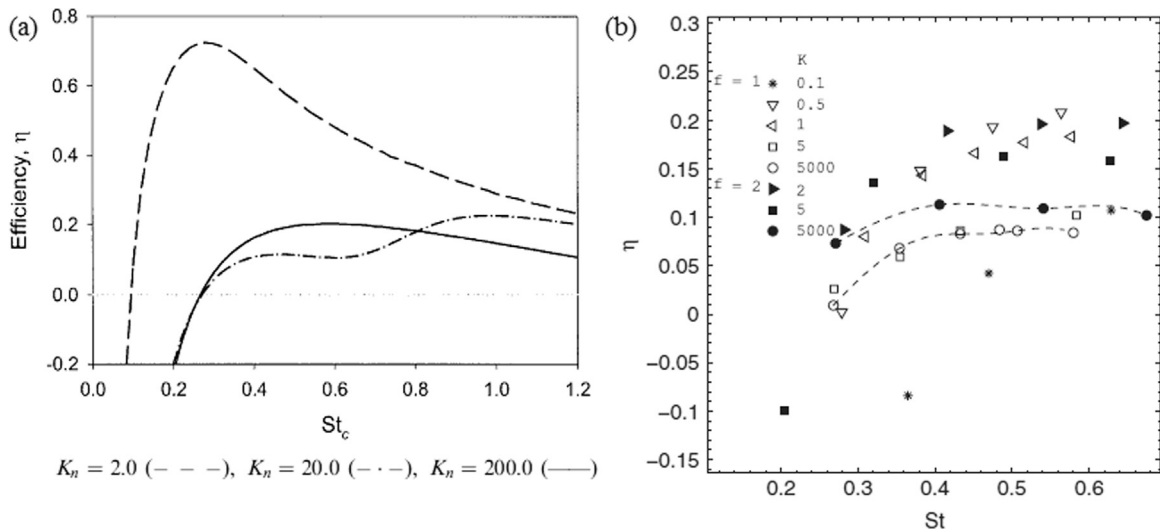 (a)
0.8
0.6
0.4
0.2
0.0
-0.2
Efficiency, η
0.0 0.2 0.4 0.6 0.8 1.0 1.2
St_c
K_n = 2.0 (– – –), K_n = 20.0 (– · –), K_n = 200.0 (——)
(b)
0.3
0.25
0.2
0.15
0.1
0.05
0
-0.05
-0.1
-0.15
η
K
f = 1 0.1
0.5
1
5
5000
f = 2 2
5
5000
0.2 0.3 0.4 0.5 0.6
St